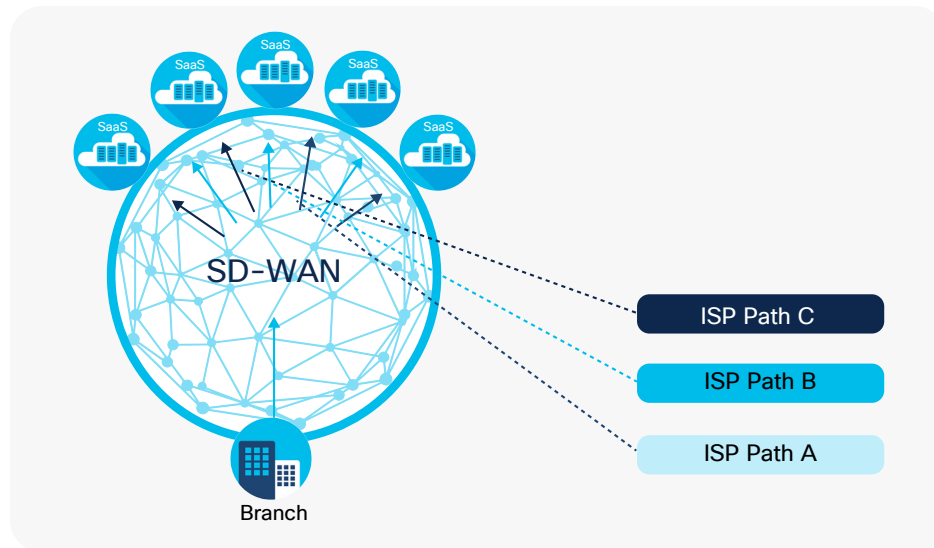 SaaS
SaaS
SaaS
SaaS
SaaS
SD-WAN
ISP Path C
ISP Path B
ISP Path A
Branch